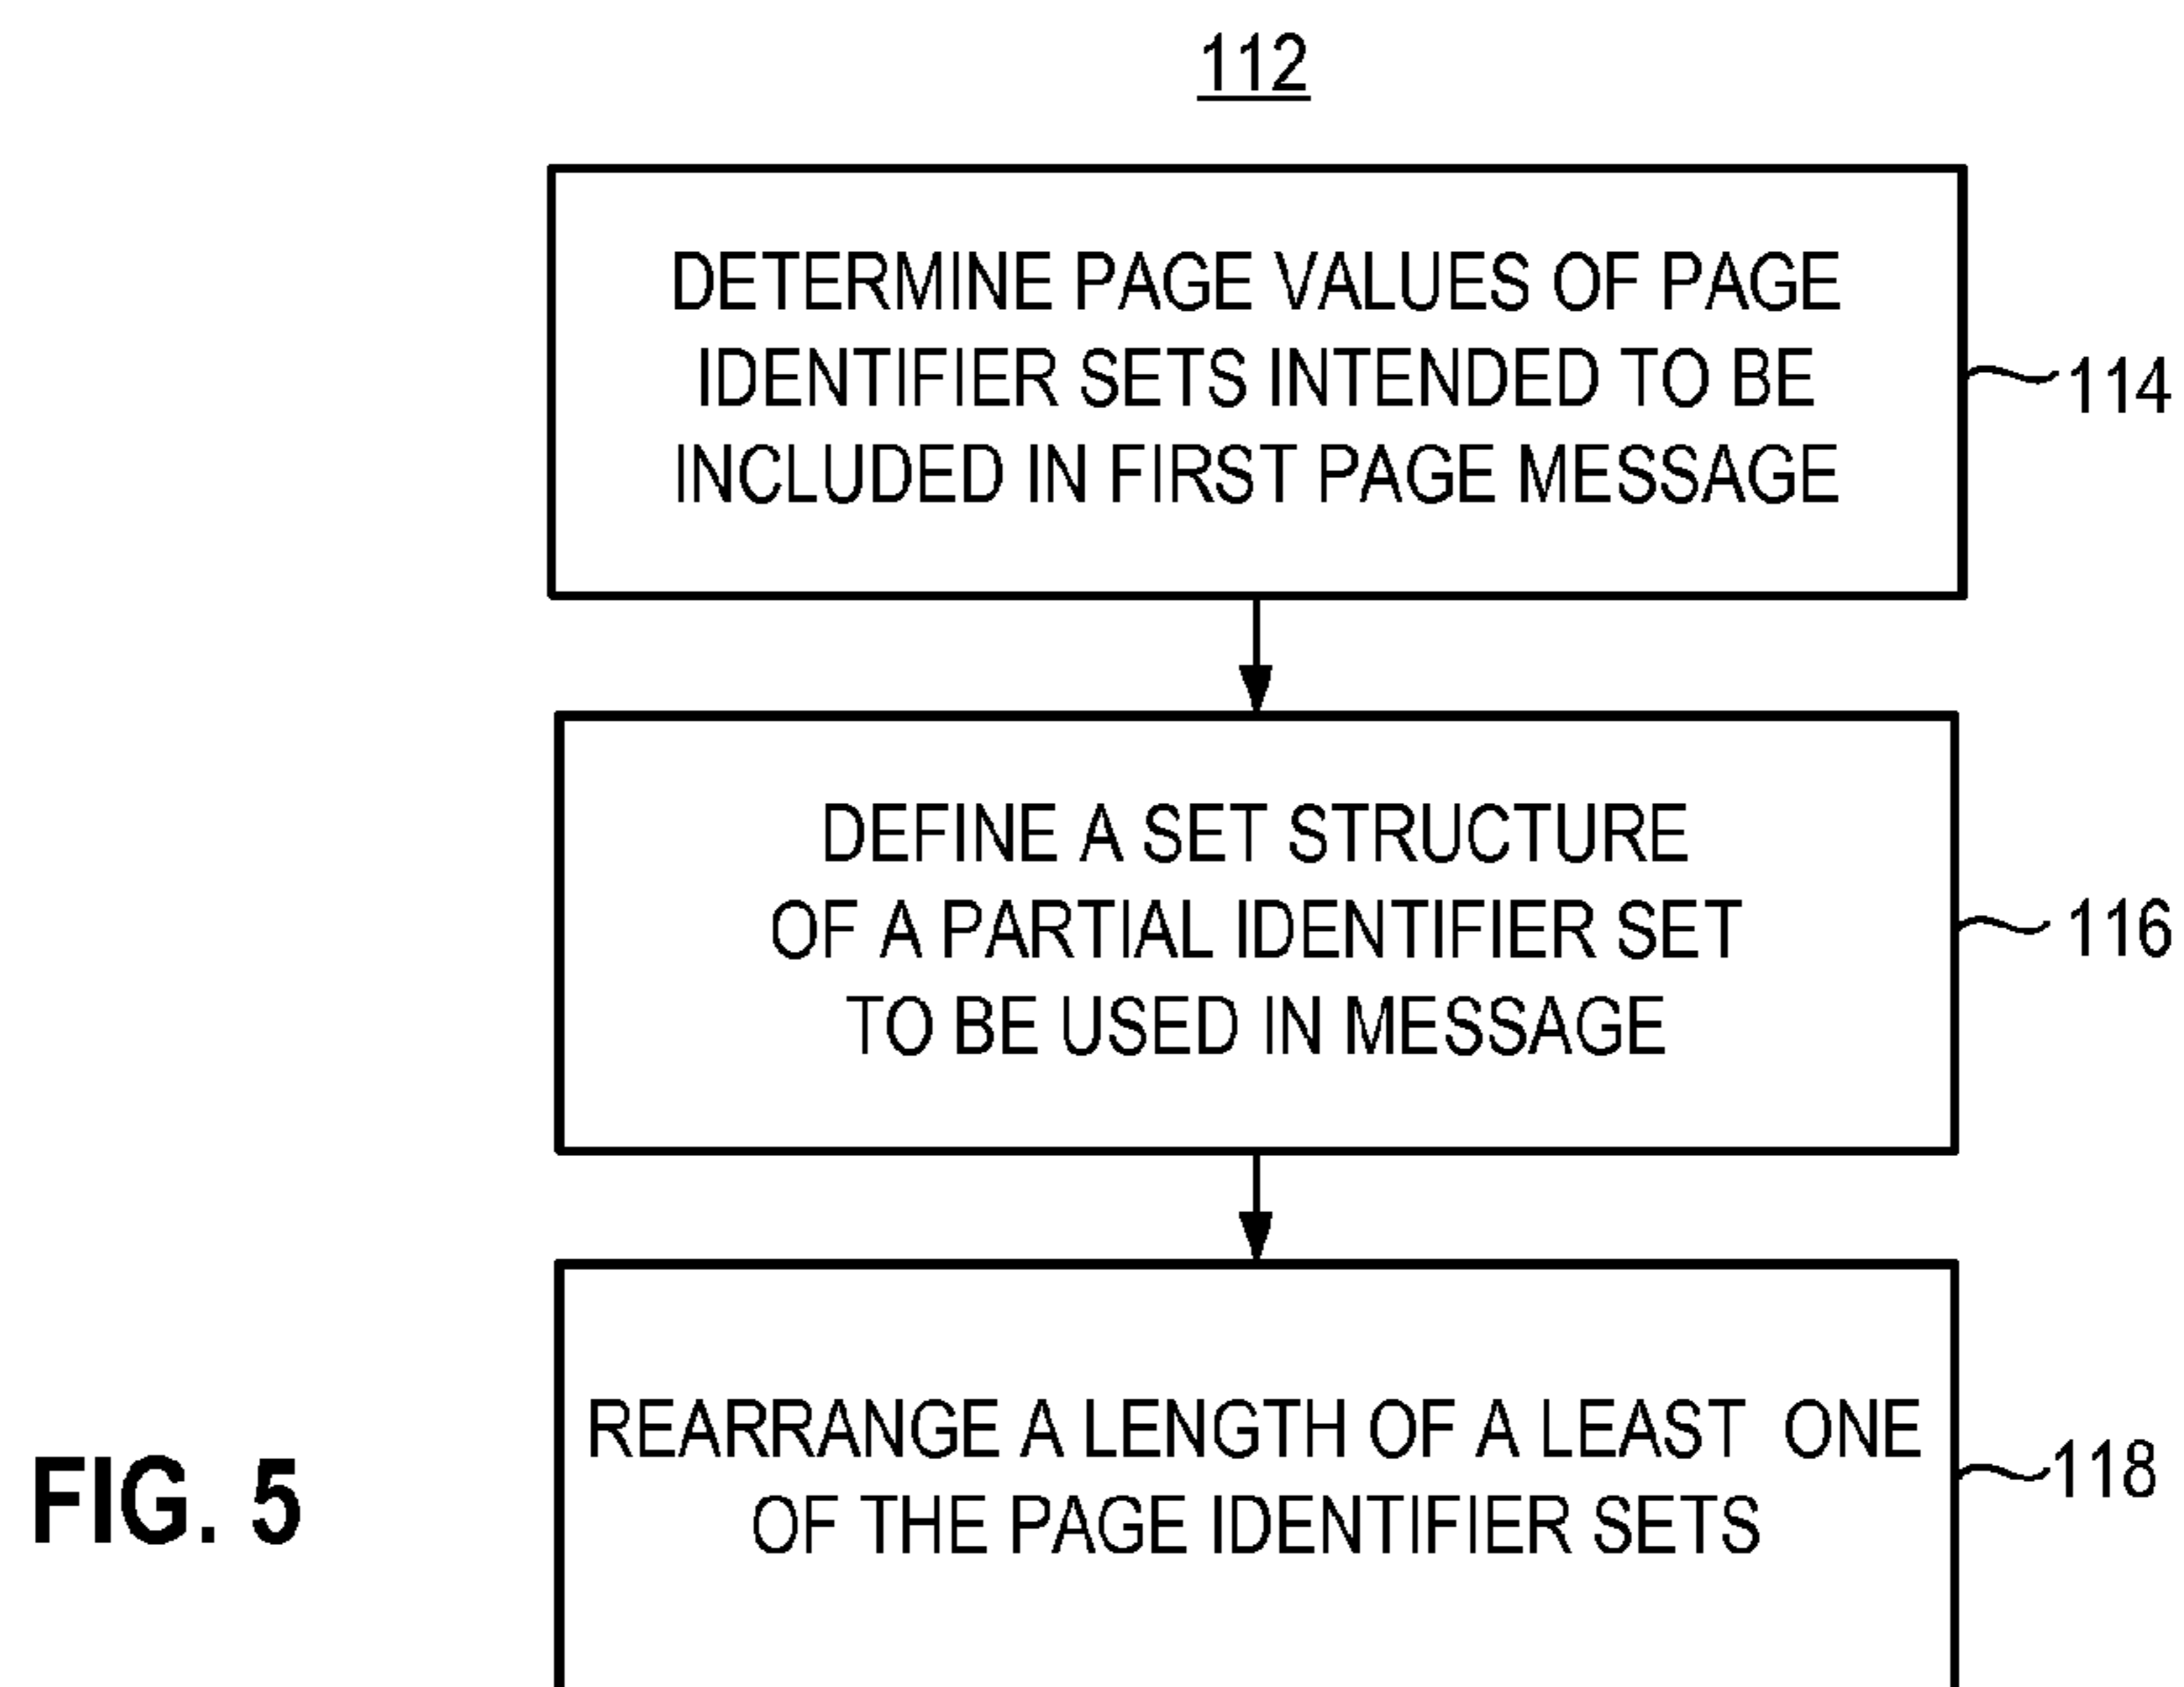 112
DETERMINE PAGE VALUES OF PAGE
IDENTIFIER SETS INTENDED TO BE
INCLUDED IN FIRST PAGE MESSAGE
114
DEFINE A SET STRUCTURE
OF A PARTIAL IDENTIFIER SET
TO BE USED IN MESSAGE
116
REARRANGE A LENGTH OF A LEAST ONE
OF THE PAGE IDENTIFIER SETS
118
FIG. 5